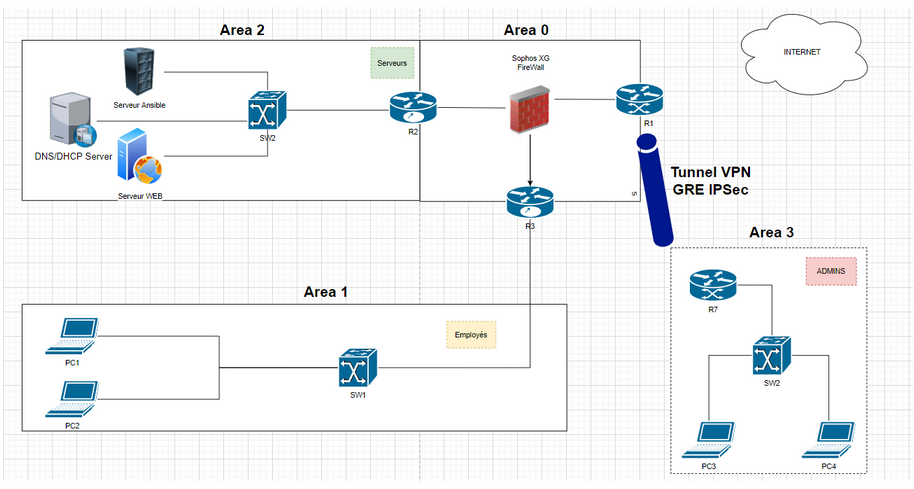 Area 2
Area 0
INTERNET
Serveurs
Sophos XG
FireWall
Serveur Ansible
SW2
R2
R1
DNS/DHCP Server
Serveur WEB
Tunnel VPN
GRE IPSec
S
R3
Area 3
ADMINS
Area 1
R7
Employés
PC1
SW1
SW2
PC2
PC3
PC4